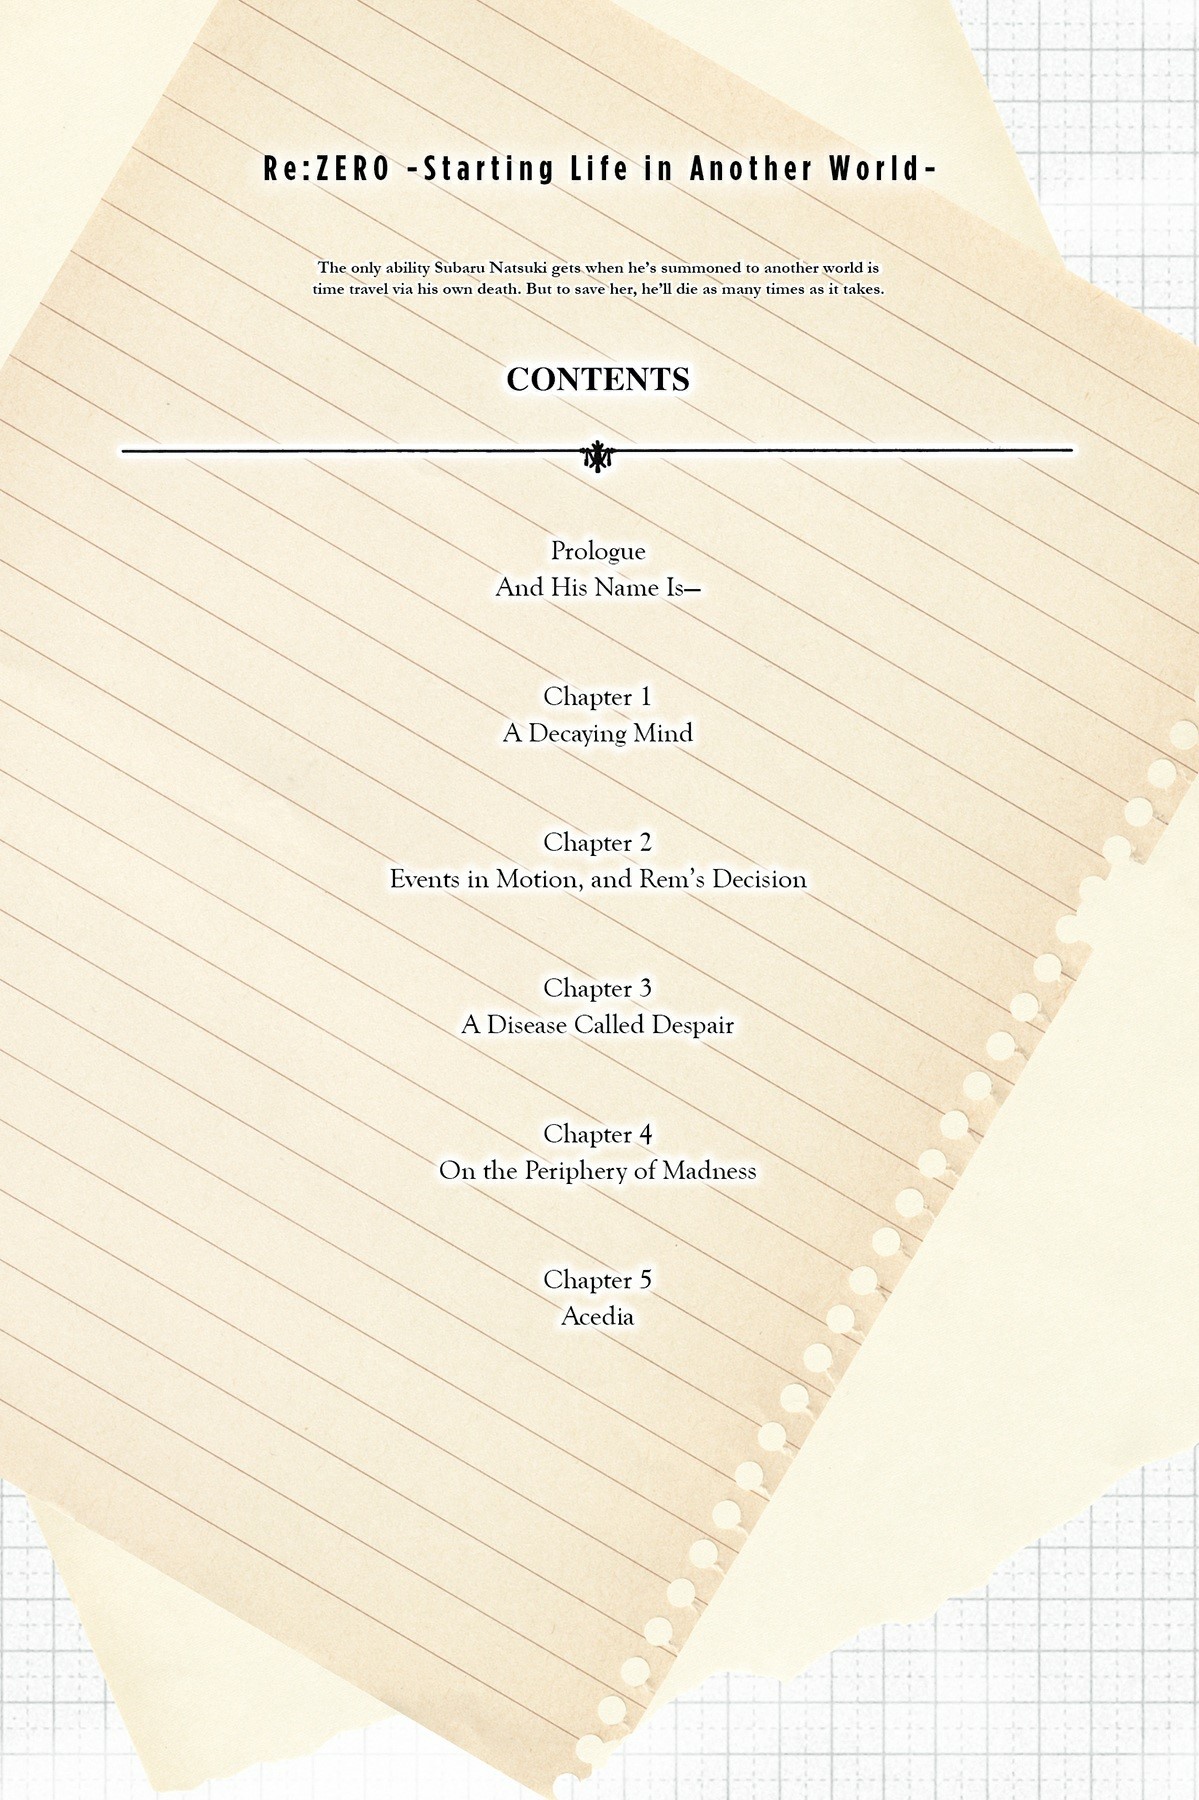 Re:ZERO -Starting Life in Another World-
The only ability Subaru Natsuki gets when he’s summoned to another world is
time travel via his own death. But to save her, he’ll die as many times as it takes.
CONTENTS
Prologue
And His Name Is—
Chapter 1
A Decaying Mind
Chapter 2
Events in Motion, and Rem’s Decision
Chapter 3
A Disease Called Despair
Chapter 4
On the Periphery of Madness
Chapter 5
Acedia